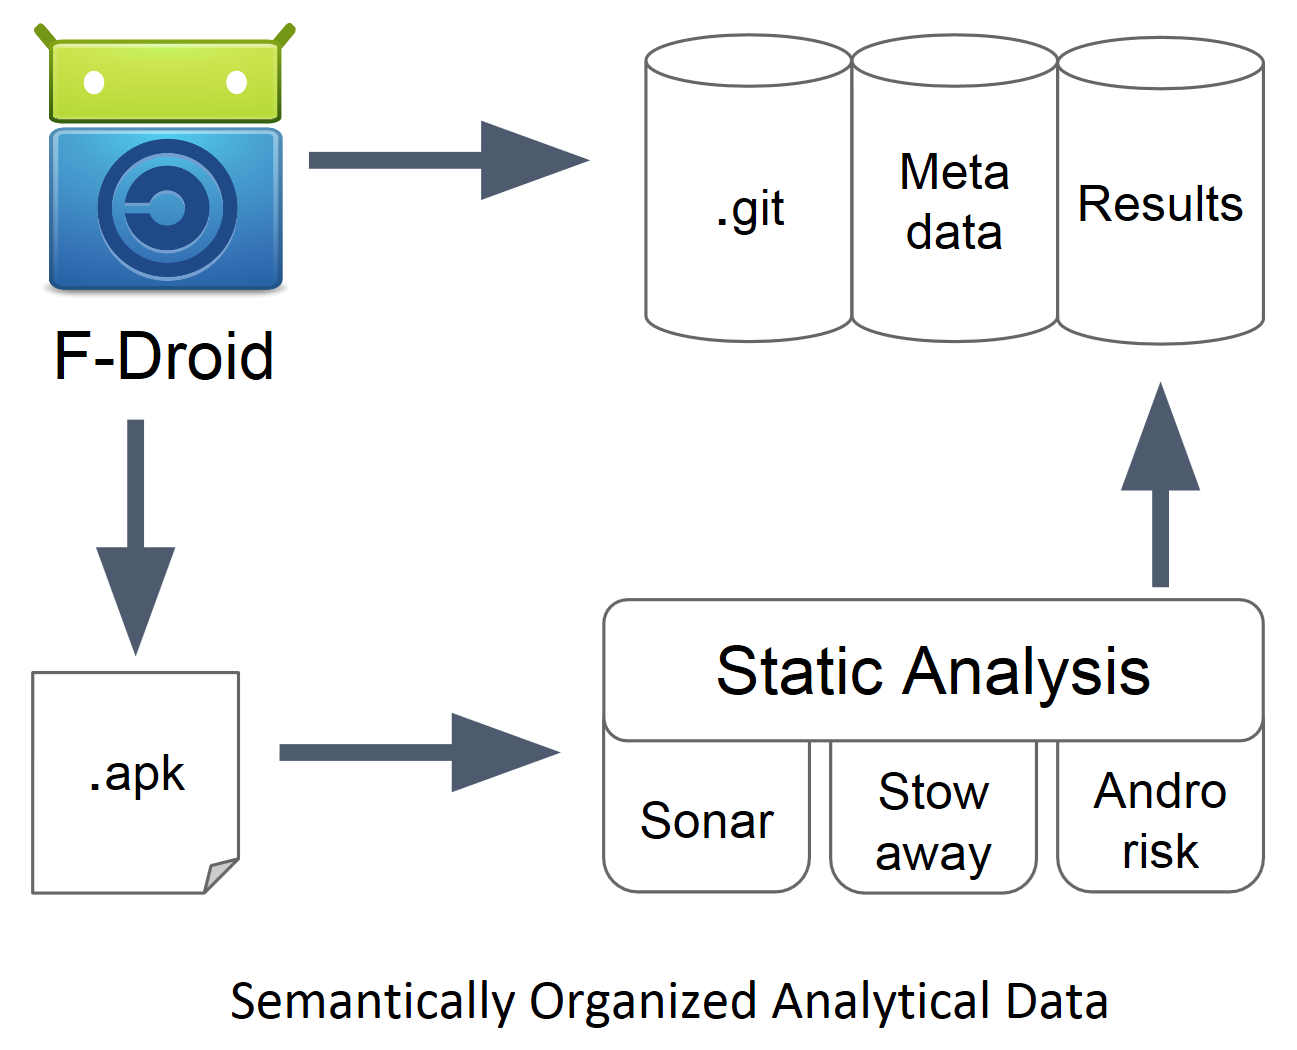 F-Droid
.git
Meta
data
Results
.apk
Static Analysis
Sonar
Stow
away
Andro
risk
Semantically Organized Analytical Data